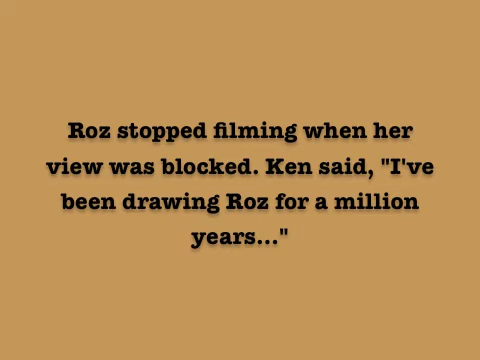 Roz stopped filming when her
view was blocked. Ken said, "I've
been drawing Roz for a million
years..."